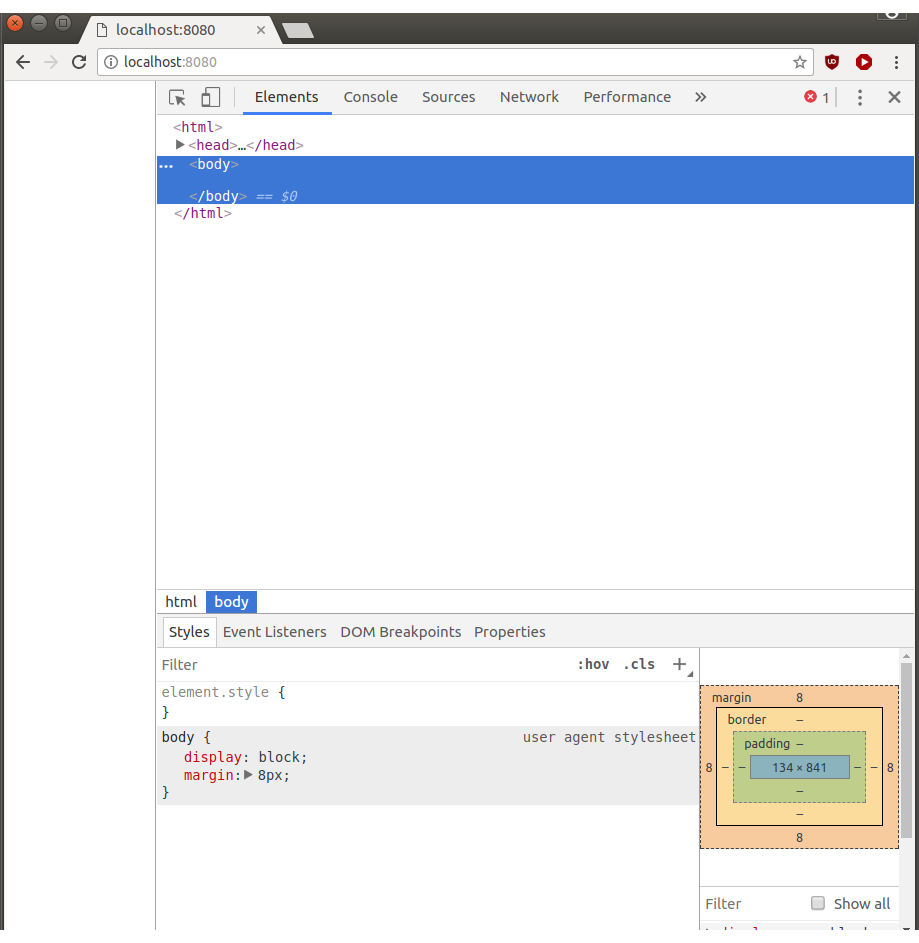 localhost:8080
localhost:8080
Elements Console Sources Network Performance » 1
<html>
<head>…</head>
… <body>
</body> == $0
</html>
html body
Styles Event Listeners DOM Breakpoints Properties
Filter :hov .cls +
element.style {
}
body { user agent stylesheet
display: block;
margin: 8px;
}
margin 8
border –
padding –
8 – – 134 × 841 – – 8
–
–
8
Filter Show all